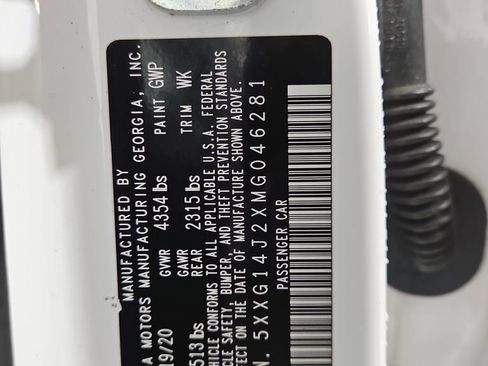 MANUFACTURED BY
A MOTORS MANUFACTURING GEORGIA, INC.
19/20 GVWR 4354 lbs PAINT GWP
513 lbs GAWR REAR 2315 lbs TRIM WK
HICLE CONFORMS TO ALL APPLICABLE U.S.A. FEDERAL
VEHICLE SAFETY, BUMPER, AND THEFT PREVENTION STANDARDS
FECT ON THE DATE OF MANUFACTURE SHOWN ABOVE.
N. 5XXG14J2XMG046281
PASSENGER CAR